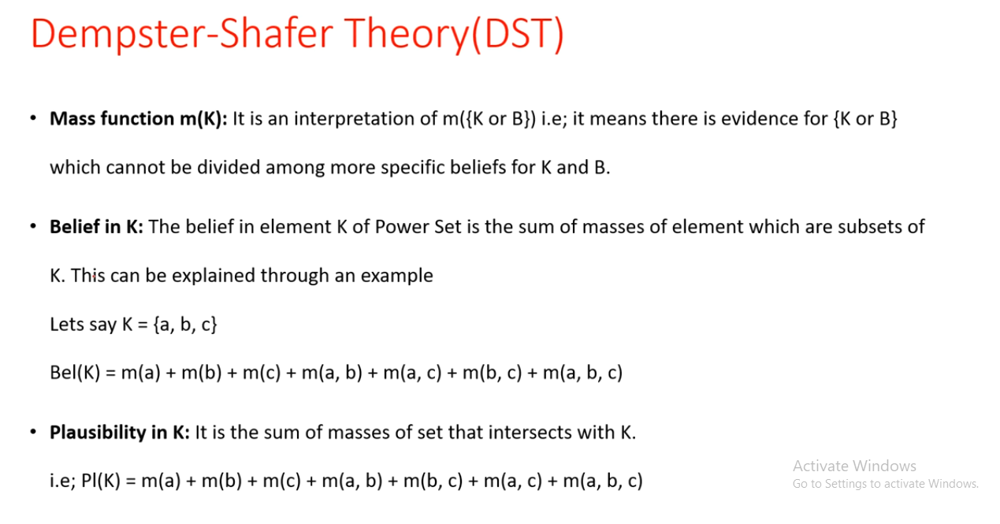 Dempster-Shafer Theory(DST)
• Mass function m(K): It is an interpretation of m({K or B}) i.e; it means there is evidence for {K or B}
which cannot be divided among more specific beliefs for K and B.
• Belief in K: The belief in element K of Power Set is the sum of masses of element which are subsets of
K. This can be explained through an example
Lets say K = {a, b, c}
Bel(K) = m(a) + m(b) + m(c) + m(a, b) + m(a, c) + m(b, c) + m(a, b, c)
• Plausibility in K: It is the sum of masses of set that intersects with K.
i.e; Pl(K) = m(a) + m(b) + m(c) + m(a, b) + m(b, c) + m(a, c) + m(a, b, c)
Activate Windows
Go to Settings to activate Windows.